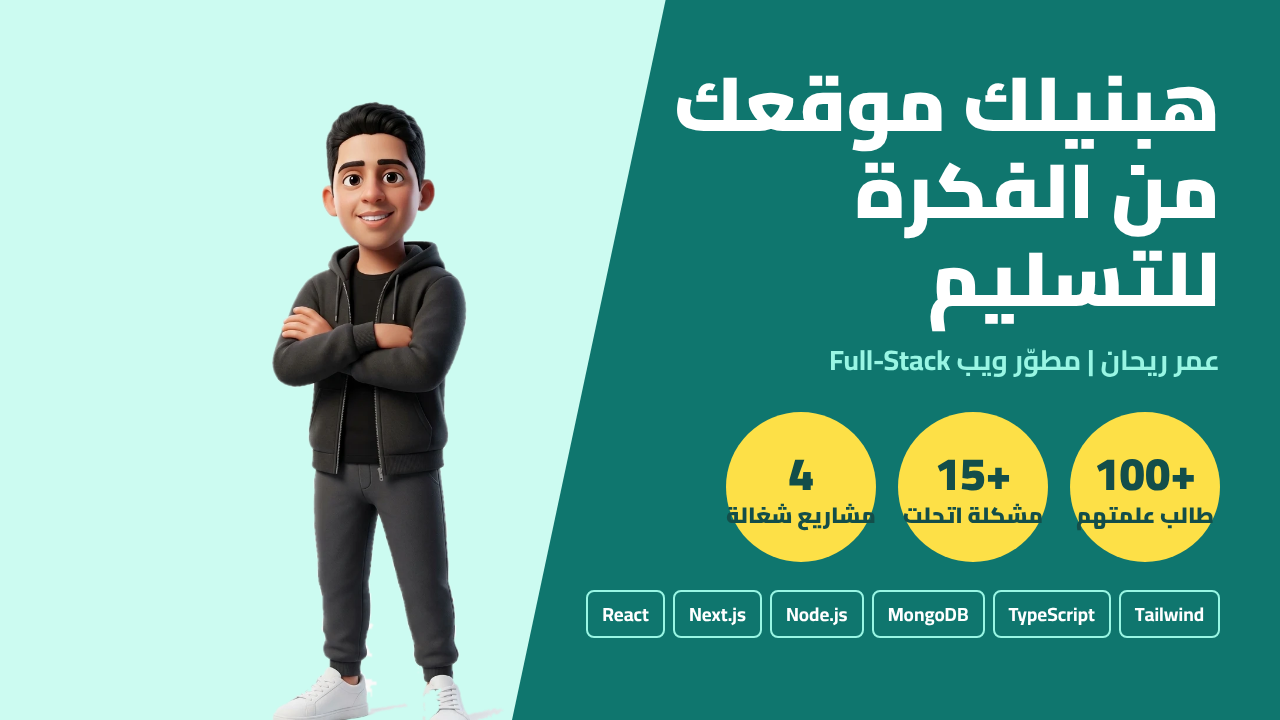 هبنيلك موقعك
من الفكرة
للتسليم
عمر ريحان | مطوّر ويب Full-Stack
100+
طالب علمتهم
15+
مشكلة اتحلت
4
مشاريع شغالة
React
Next.js
Node.js
MongoDB
TypeScript
Tailwind